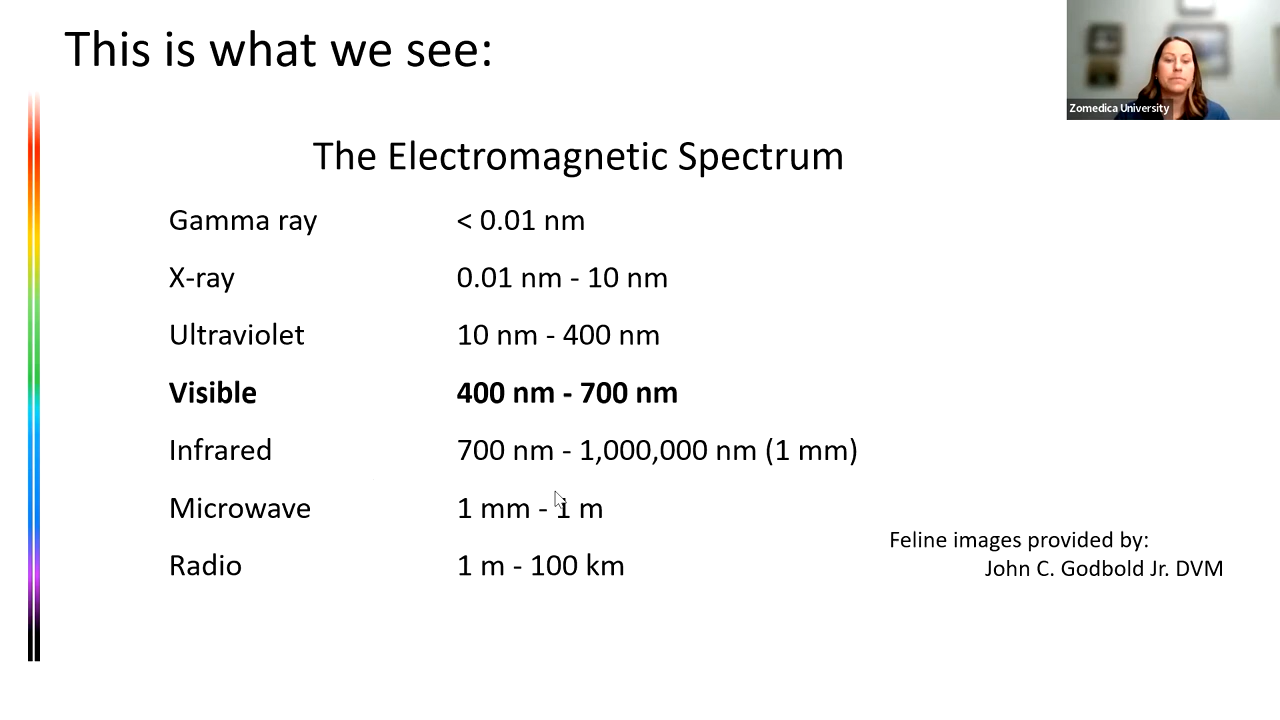 This is what we see:
Zomedica University
The Electromagnetic Spectrum
Gamma ray < 0.01 nm
X-ray 0.01 nm - 10 nm
Ultraviolet 10 nm - 400 nm
Visible 400 nm - 700 nm
Infrared 700 nm - 1,000,000 nm (1 mm)
Microwave 1 mm - 1 m
Radio 1 m - 100 km
Feline images provided by:
John C. Godbold Jr. DVM